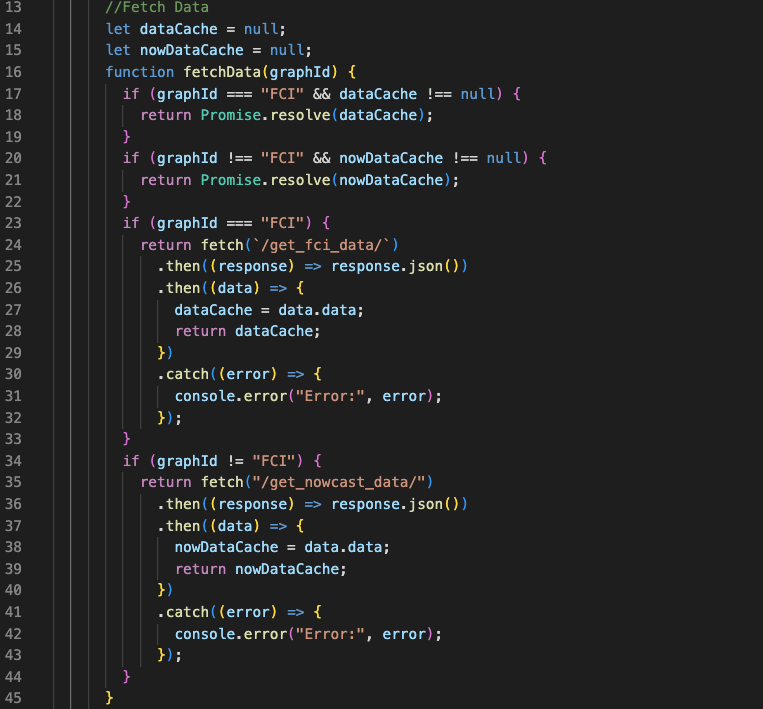 13 //Fetch Data
14 let dataCache = null;
15 let nowDataCache = null;
16 function fetchData(graphId) {
17 if (graphId === "FCI" && dataCache !== null) {
18 return Promise.resolve(dataCache);
19 }
20 if (graphId !== "FCI" && nowDataCache !== null) {
21 return Promise.resolve(nowDataCache);
22 }
23 if (graphId === "FCI") {
24 return fetch(`/get_fci_data/`)
25 .then((response) => response.json())
26 .then((data) => {
27 dataCache = data.data;
28 return dataCache;
29 })
30 .catch((error) => {
31 console.error("Error:", error);
32 });
33 }
34 if (graphId != "FCI") {
35 return fetch("/get_nowcast_data/")
36 .then((response) => response.json())
37 .then((data) => {
38 nowDataCache = data.data;
39 return nowDataCache;
40 })
41 .catch((error) => {
42 console.error("Error:", error);
43 });
44 }
45 }